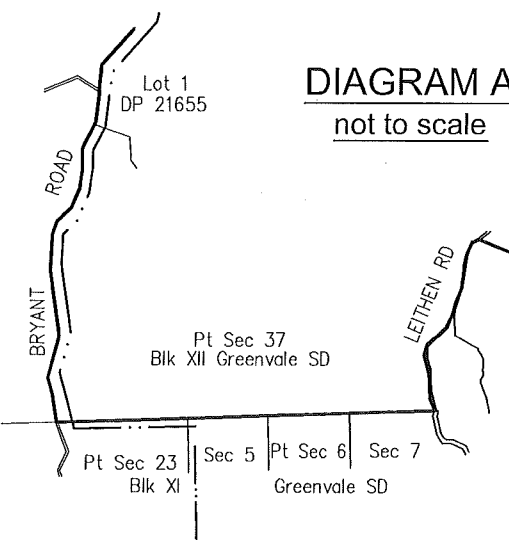 DIAGRAM A
not to scale
Lot 1
DP 21655
BRYANT ROAD
LEITHEN RD
Pt Sec 37
Blk XII Greenvale SD
Pt Sec 23
Sec 5
Pt Sec 6
Sec 7
Blk XI
Greenvale SD